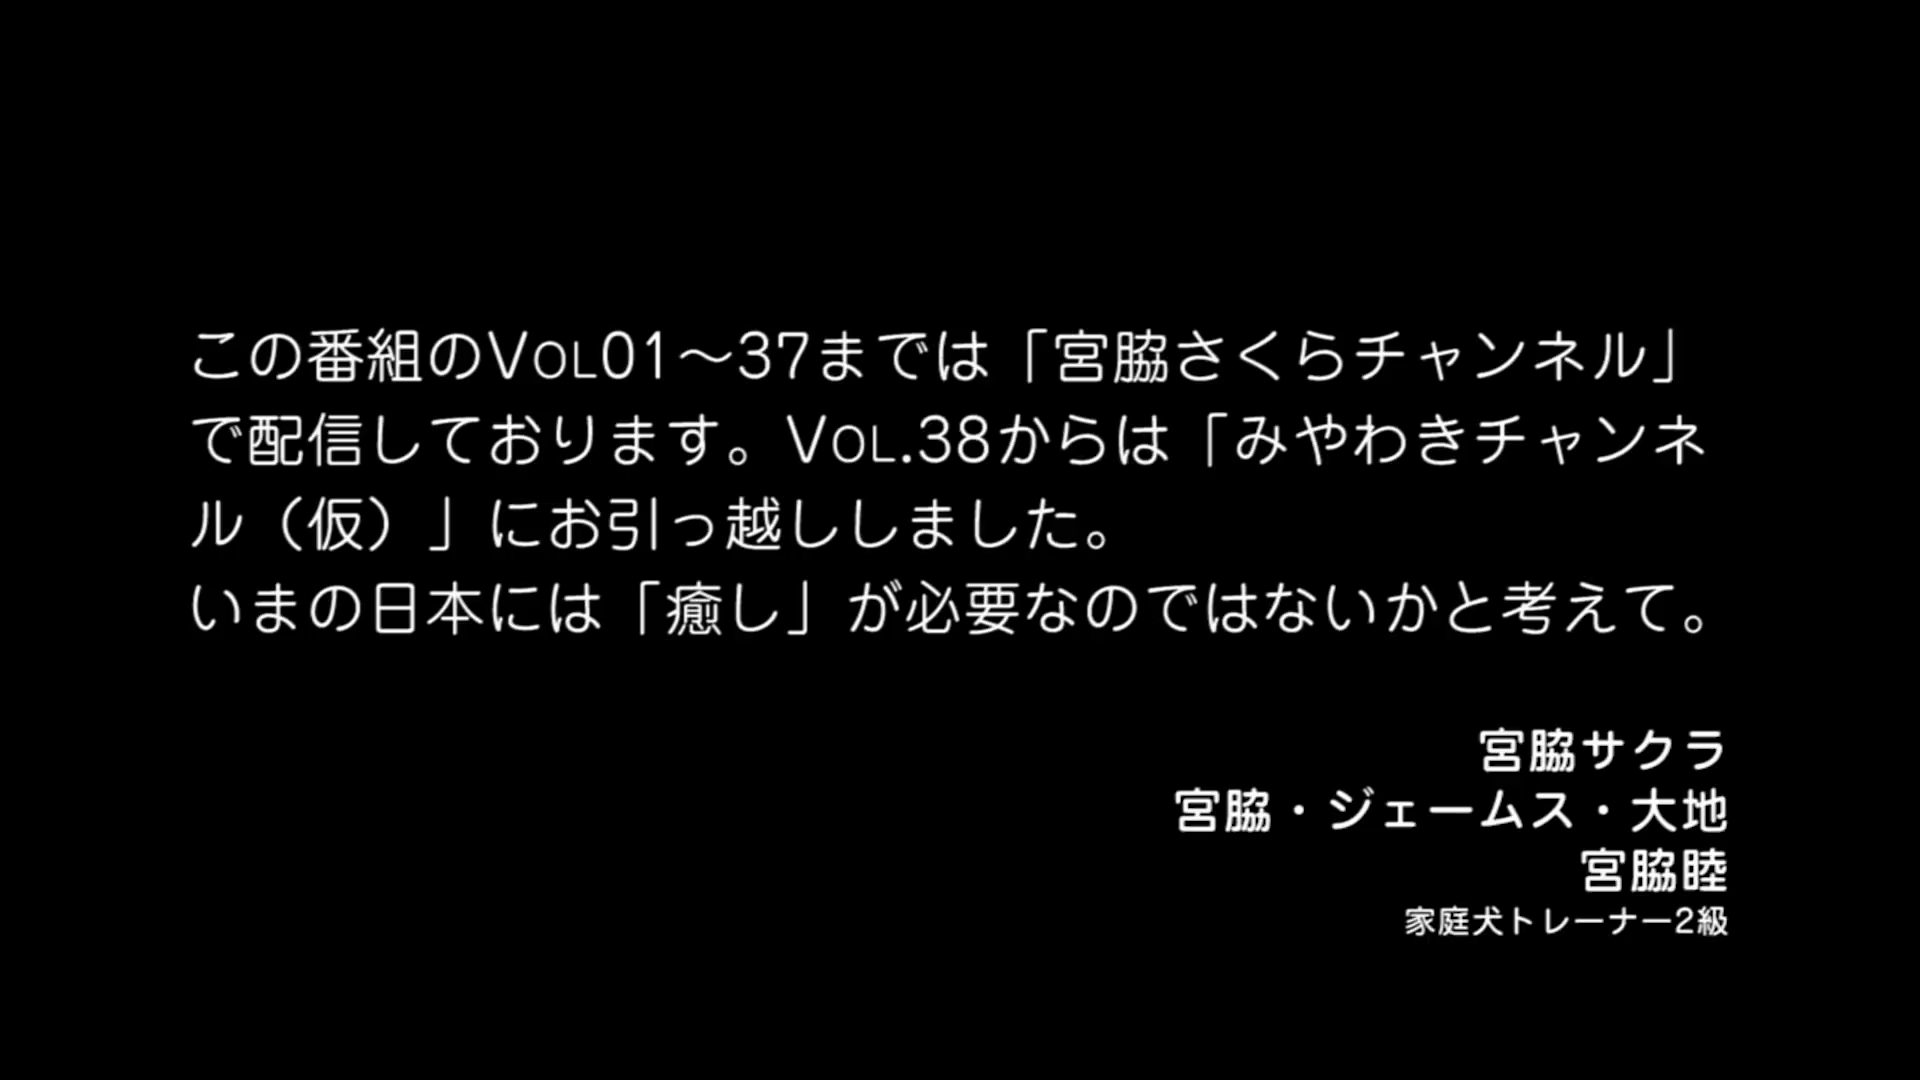 この番組のVOL01〜37までは「宮脇さくらチャンネル」
で配信しております。VOL.38からは「みやわきチャンネ
ル（仮）」にお引っ越ししました。
いまの日本には「癒し」が必要なのではないかと考えて。
宮脇サクラ
宮脇・ジェームス・大地
宮脇睦
家庭犬トレーナー2級